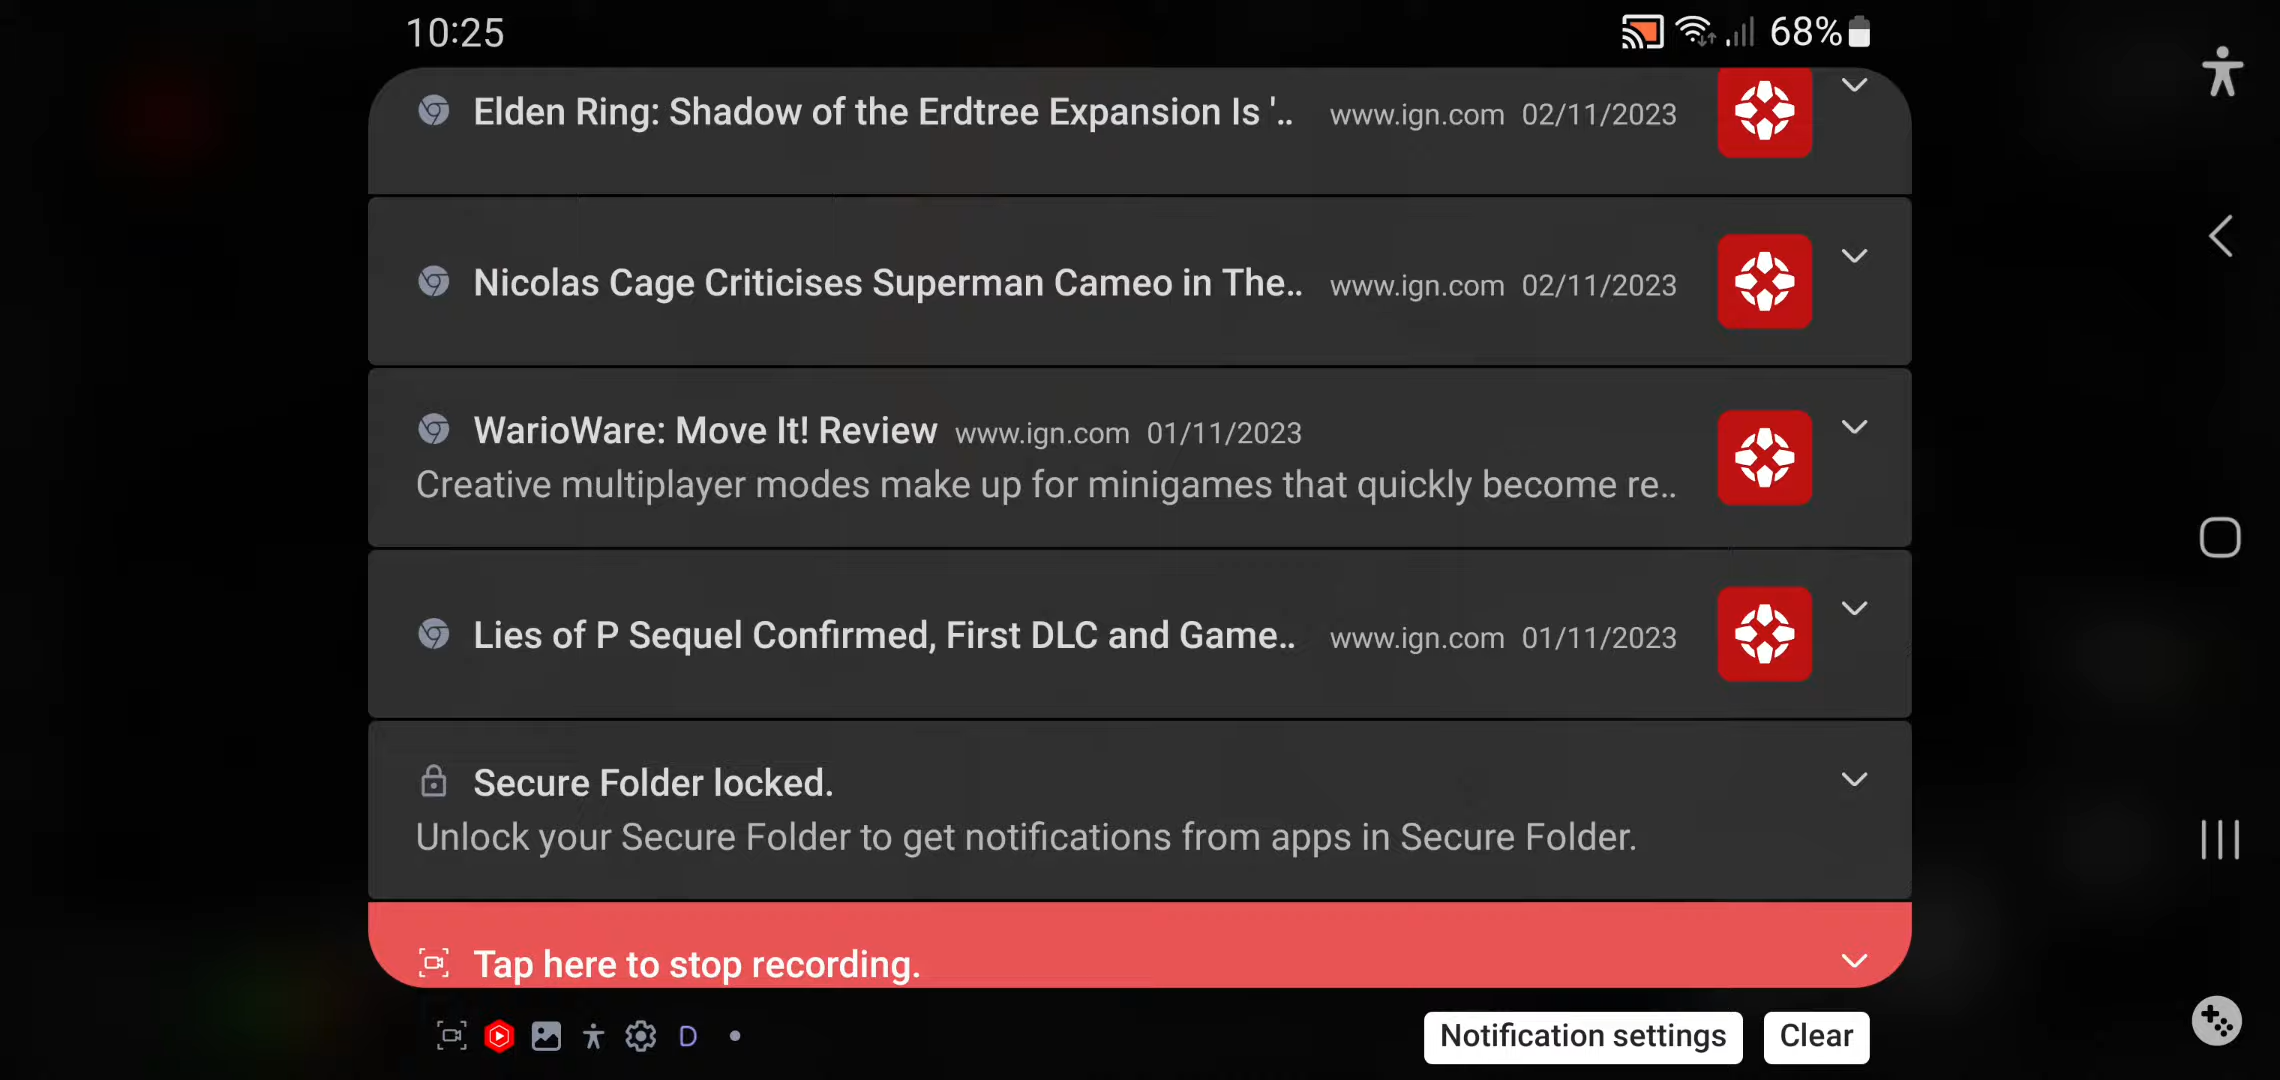 10:25
68%
Elden Ring: Shadow of the Erdtree Expansion Is '.. www.ign.com 02/11/2023
Nicolas Cage Criticises Superman Cameo in The.. www.ign.com 02/11/2023
WarioWare: Move It! Review www.ign.com 01/11/2023
Creative multiplayer modes make up for minigames that quickly become re..
Lies of P Sequel Confirmed, First DLC and Game.. www.ign.com 01/11/2023
Secure Folder locked.
Unlock your Secure Folder to get notifications from apps in Secure Folder.
Tap here to stop recording.
D
Notification settings
Clear